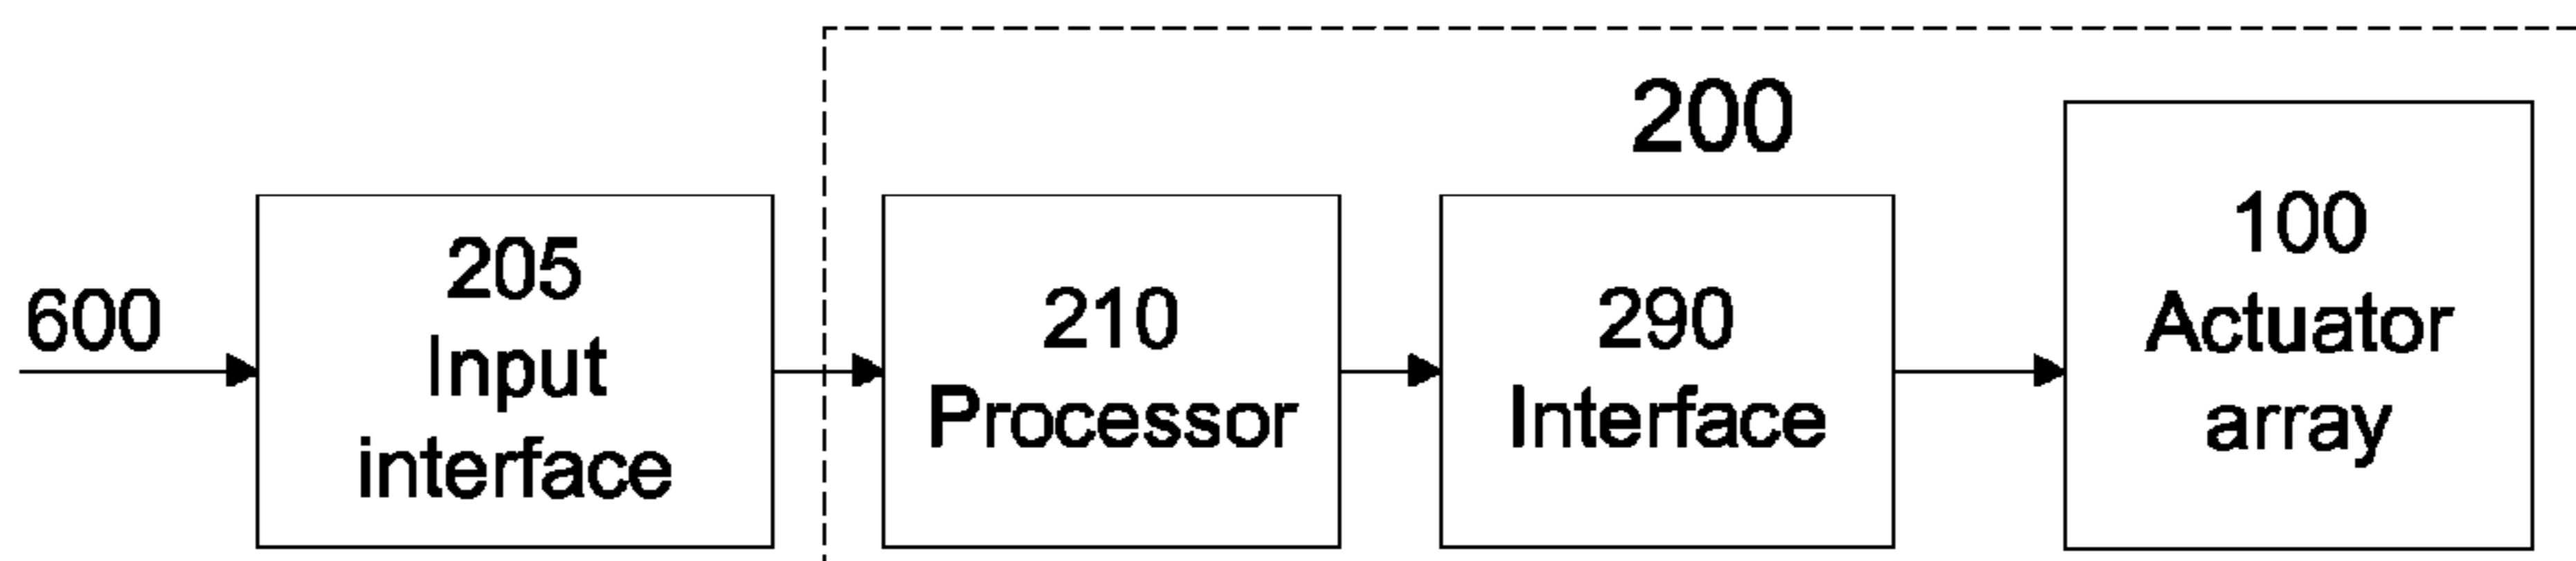 200
600
205
Input
interface
210
Processor
290
Interface
100
Actuator
array